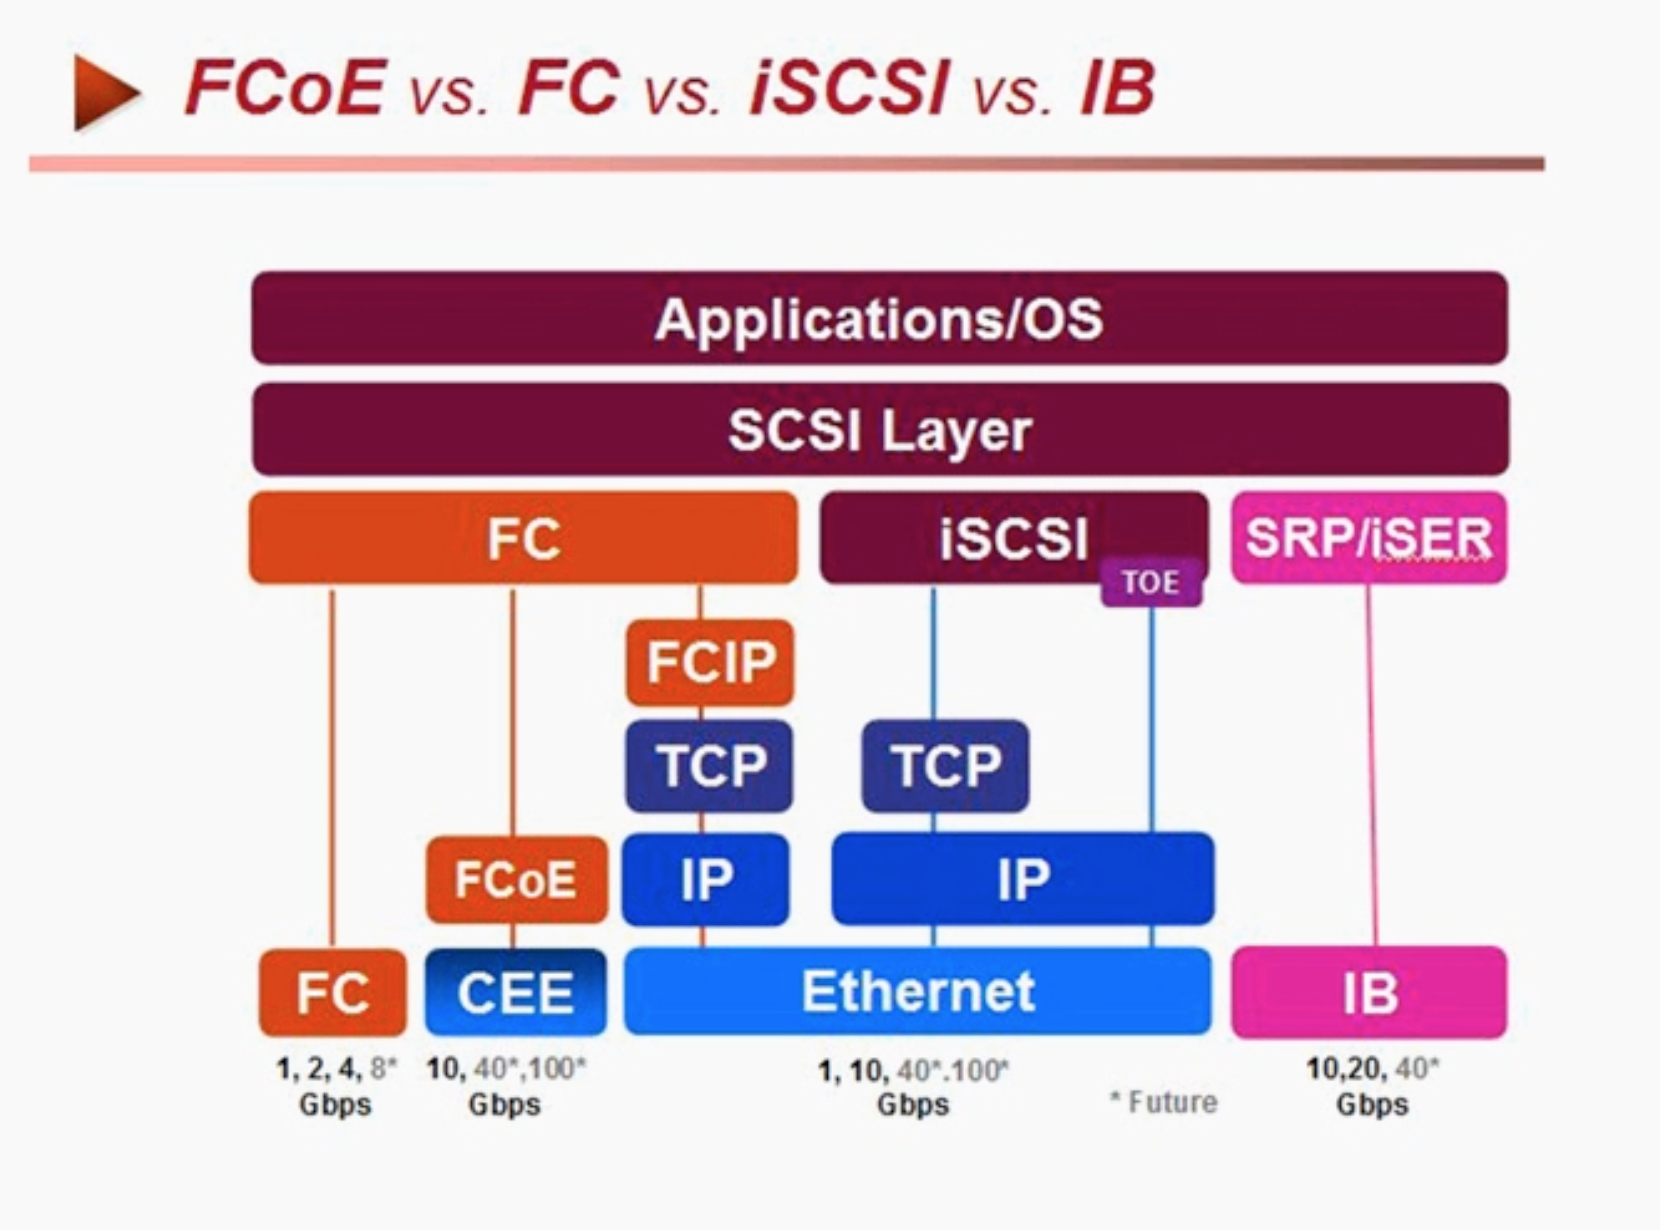 FCoE vs. FC vs. iSCSI vs. IB
Applications/OS
SCSI Layer
FC iSCSI SRP/iSER
TOE
FCIP
TCP TCP
FCoE IP IP
FC CEE Ethernet IB
1, 2, 4, 8* 10, 40*,100* 1, 10, 40*.100* 10,20, 40*
Gbps Gbps Gbps * Future Gbps